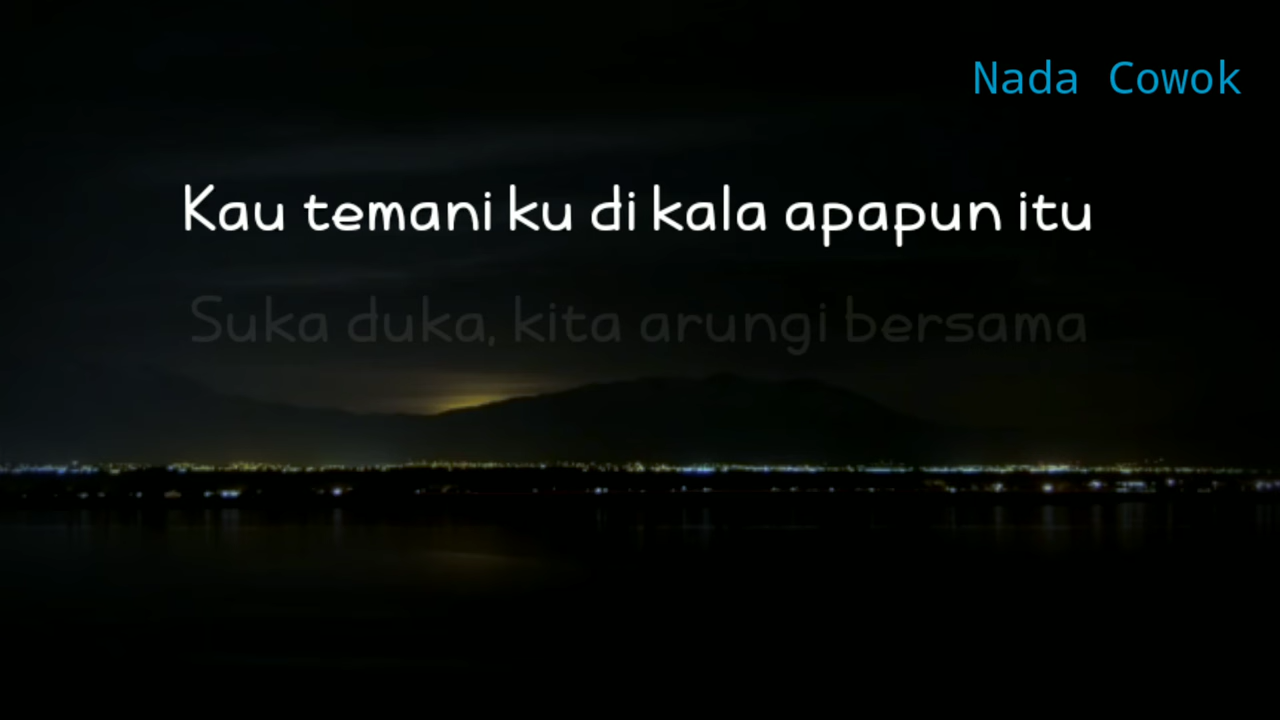 Nada Cowok
Kau temani ku di kala apapun itu
Suka duka, kita arungi bersama